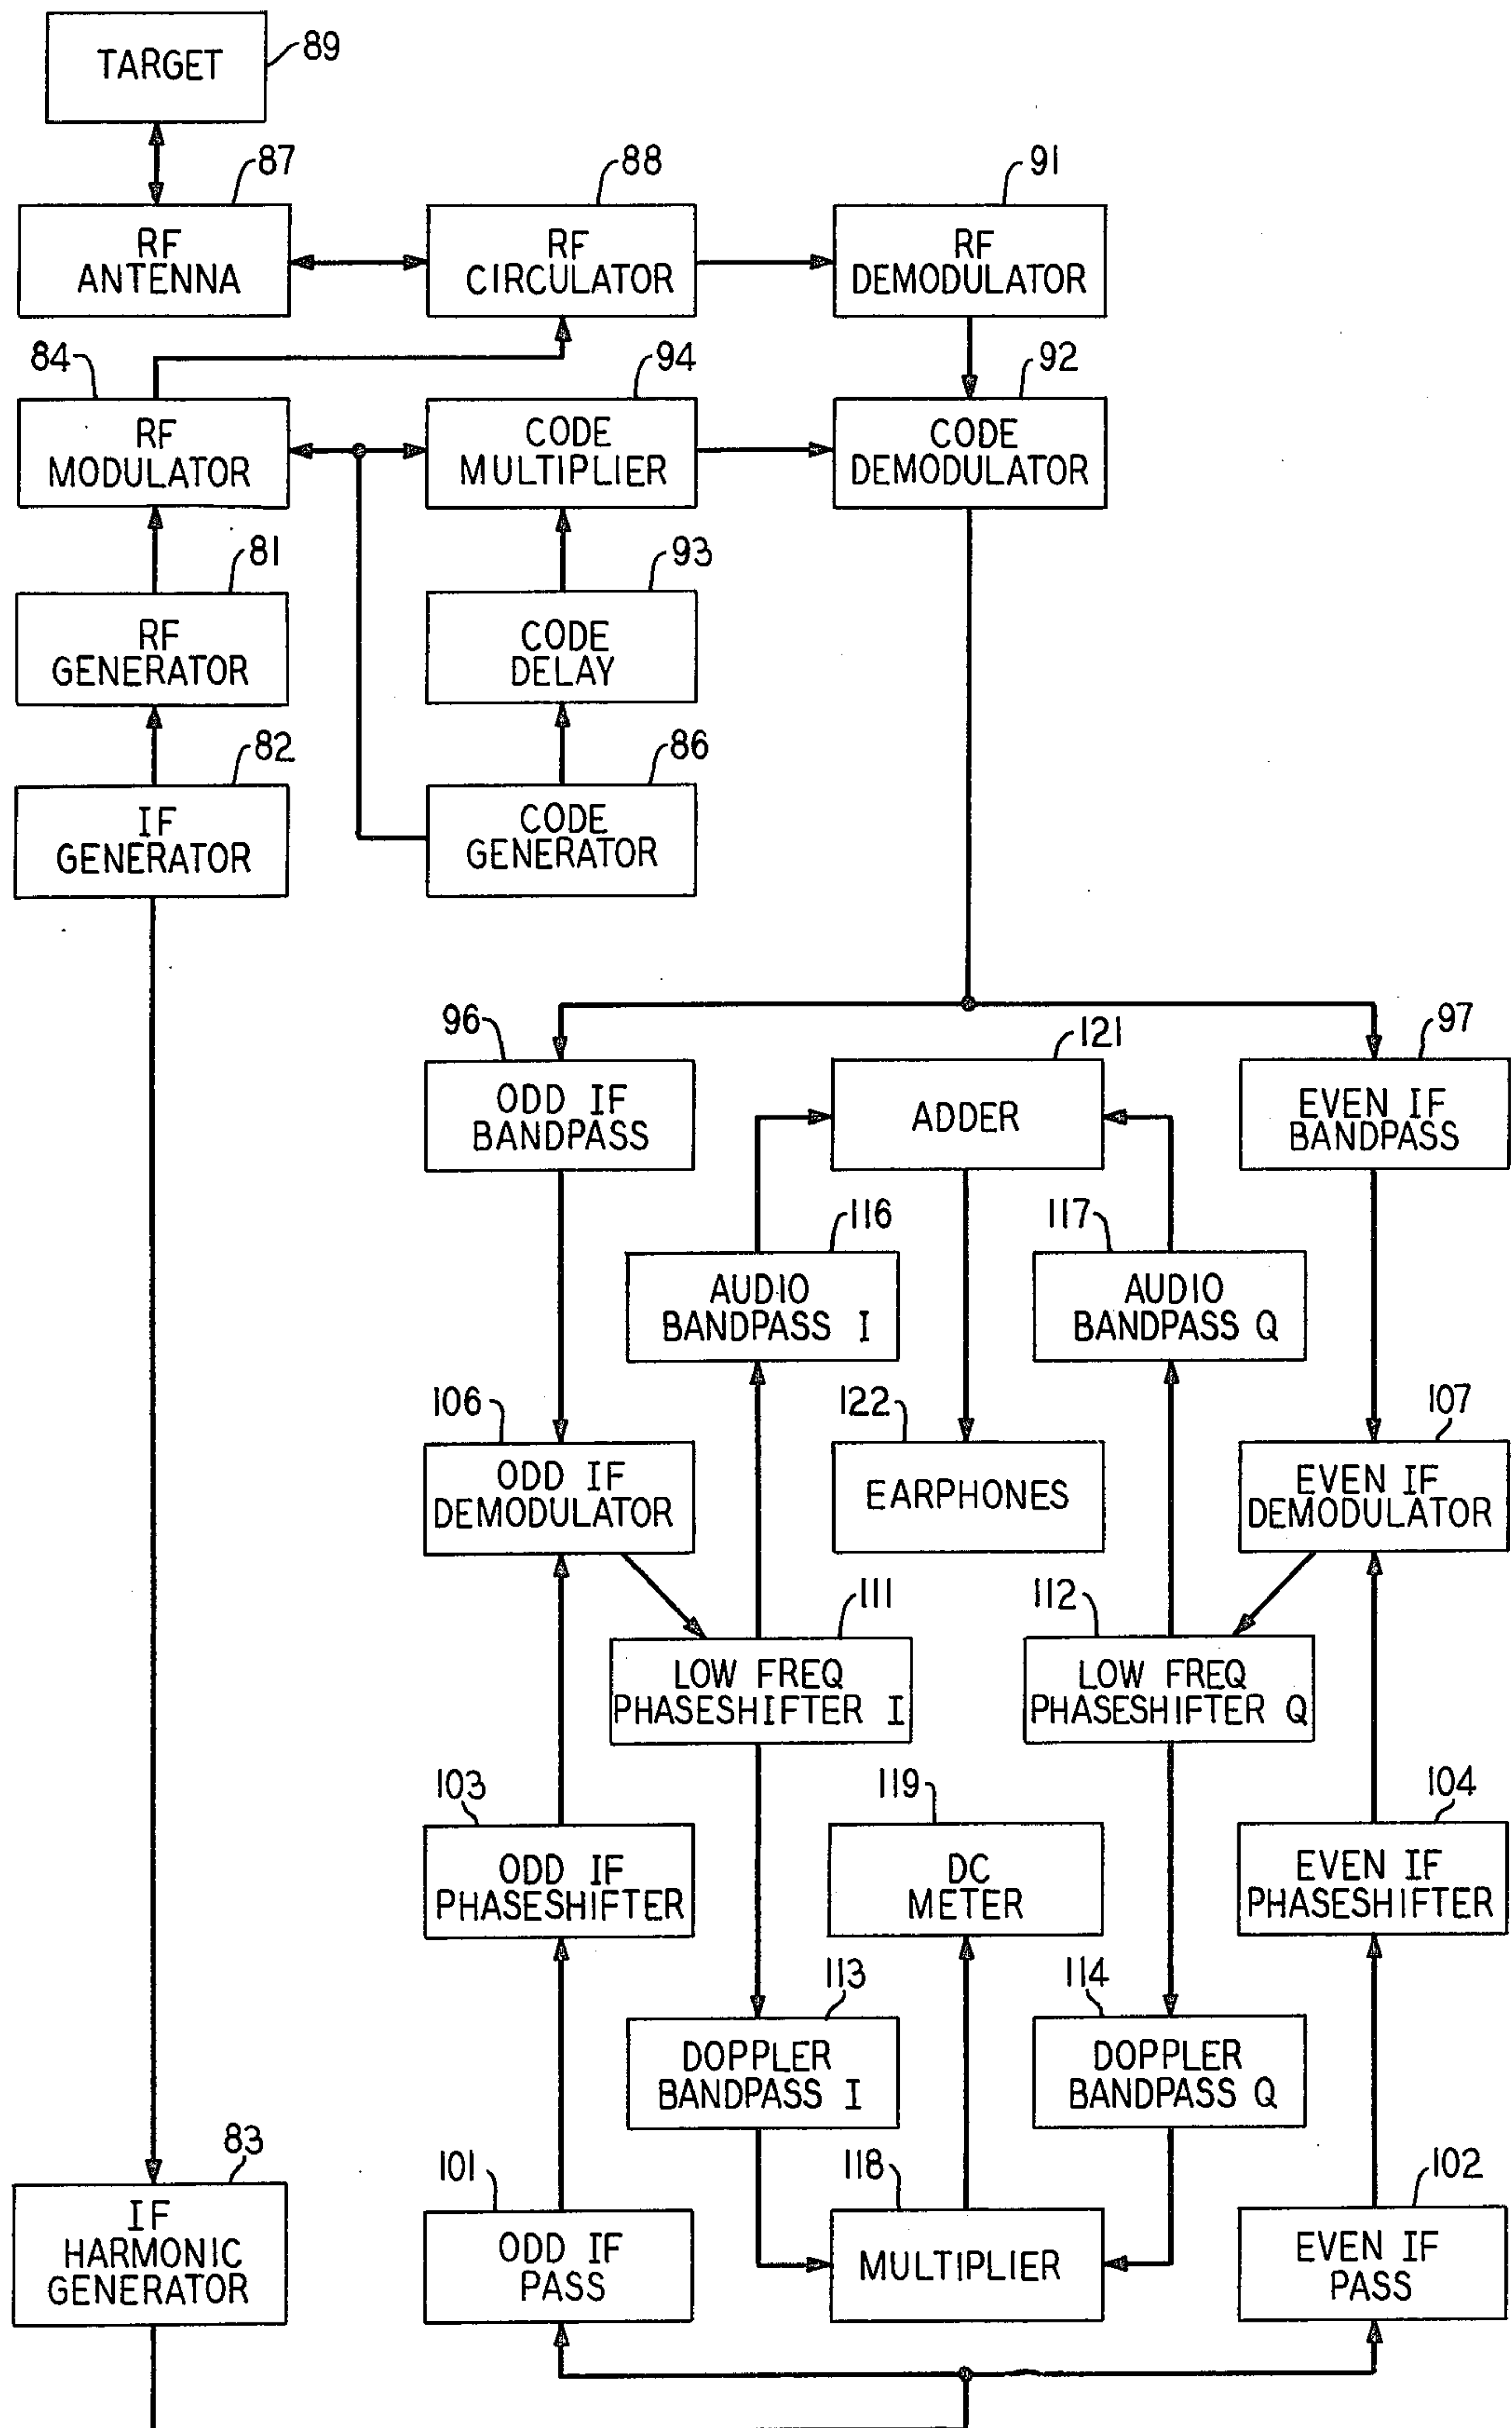 TARGET
89
87
RF
ANTENNA
88
RF
CIRCULATOR
91
RF
DEMODULATOR
84
RF
MODULATOR
94
CODE
MULTIPLIER
92
CODE
DEMODULATOR
81
RF
GENERATOR
93
CODE
DELAY
82
IF
GENERATOR
86
CODE
GENERATOR
96
ODD IF
BANDPASS
121
ADDER
97
EVEN IF
BANDPASS
116
AUDIO
BANDPASS I
117
AUDIO
BANDPASS Q
106
ODD IF
DEMODULATOR
122
EARPHONES
107
EVEN IF
DEMODULATOR
111
LOW FREQ
PHASESHIFTER I
112
LOW FREQ
PHASESHIFTER Q
103
ODD IF
PHASESHIFTER
119
DC
METER
104
EVEN IF
PHASESHIFTER
113
DOPPLER
BANDPASS I
114
DOPPLER
BANDPASS Q
83
IF
HARMONIC
GENERATOR
101
ODD IF
PASS
118
MULTIPLIER
102
EVEN IF
PASS